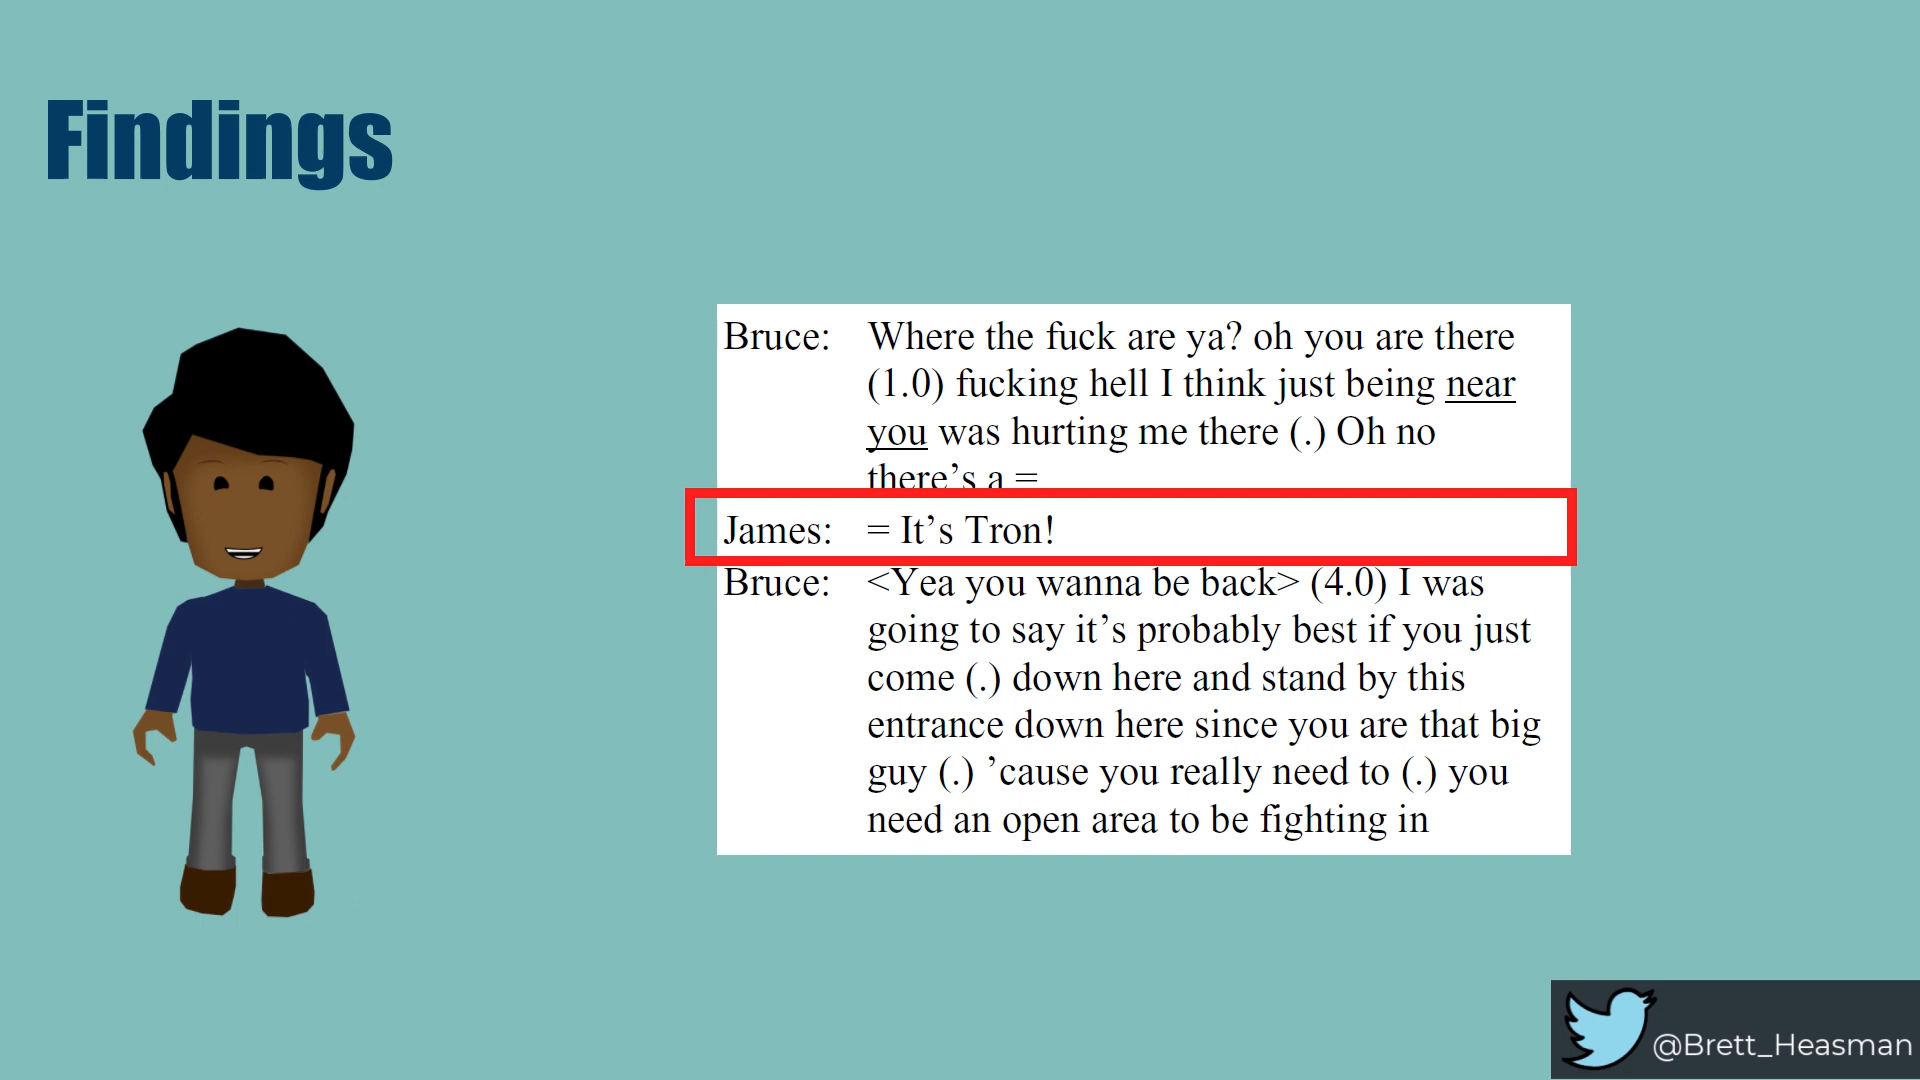 Findings
Bruce: Where the fuck are ya? oh you are there
(1.0) fucking hell I think just being near
you was hurting me there (.) Oh no
there’s a =
James: = It’s Tron!
Bruce: <Yea you wanna be back> (4.0) I was
going to say it’s probably best if you just
come (.) down here and stand by this
entrance down here since you are that big
guy (.) ’cause you really need to (.) you
need an open area to be fighting in
@Brett_Heasman